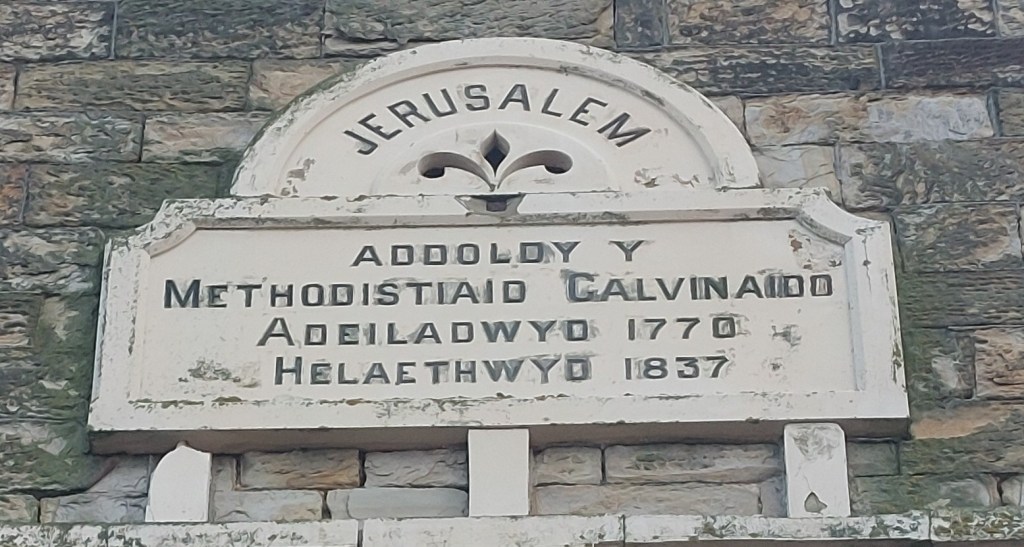 JERUSALEM
ADDOLDY Y
METHODISTIAID CALVINAIDD
ADEILADWYD 1770
HELAETHWYD 1837